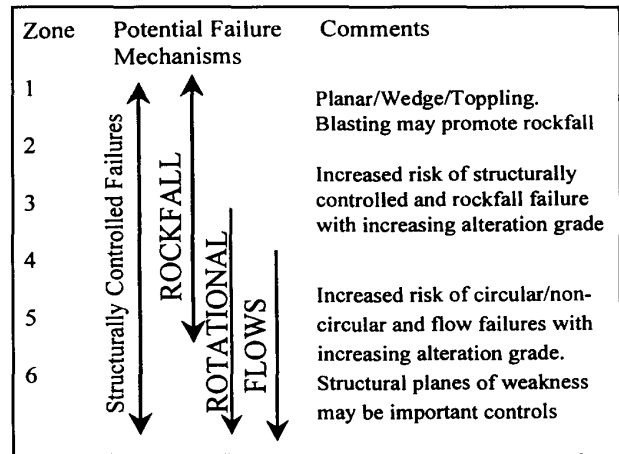 Zone Potential Failure Mechanisms Comments
1
2
3
4
5
6
Structurally Controlled Failures
ROCKFALL
ROTATIONAL
FLOWS
Planar/Wedge/Toppling.
Blasting may promote rockfall
Increased risk of structurally
controlled and rockfall failure
with increasing alteration grade
Increased risk of circular/non-
circular and flow failures with
increasing alteration grade.
Structural planes of weakness
may be important controls